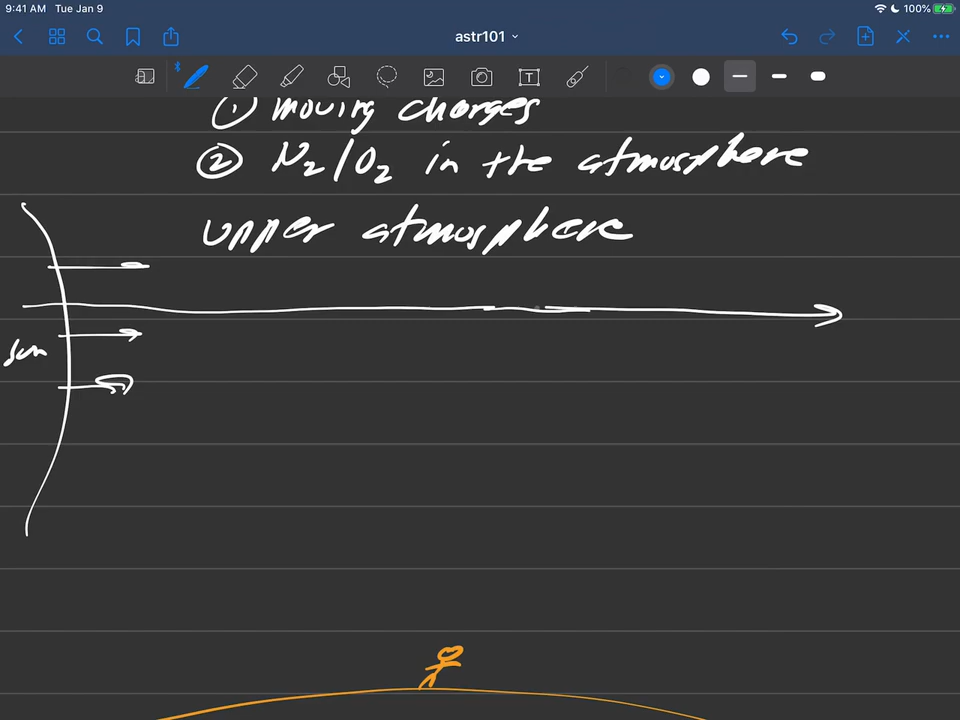 9:41 AM Tue Jan 9
100%
astr101
T
① moving charges
② N₂/O₂ in the atmosphere
upper atmosphere
sun